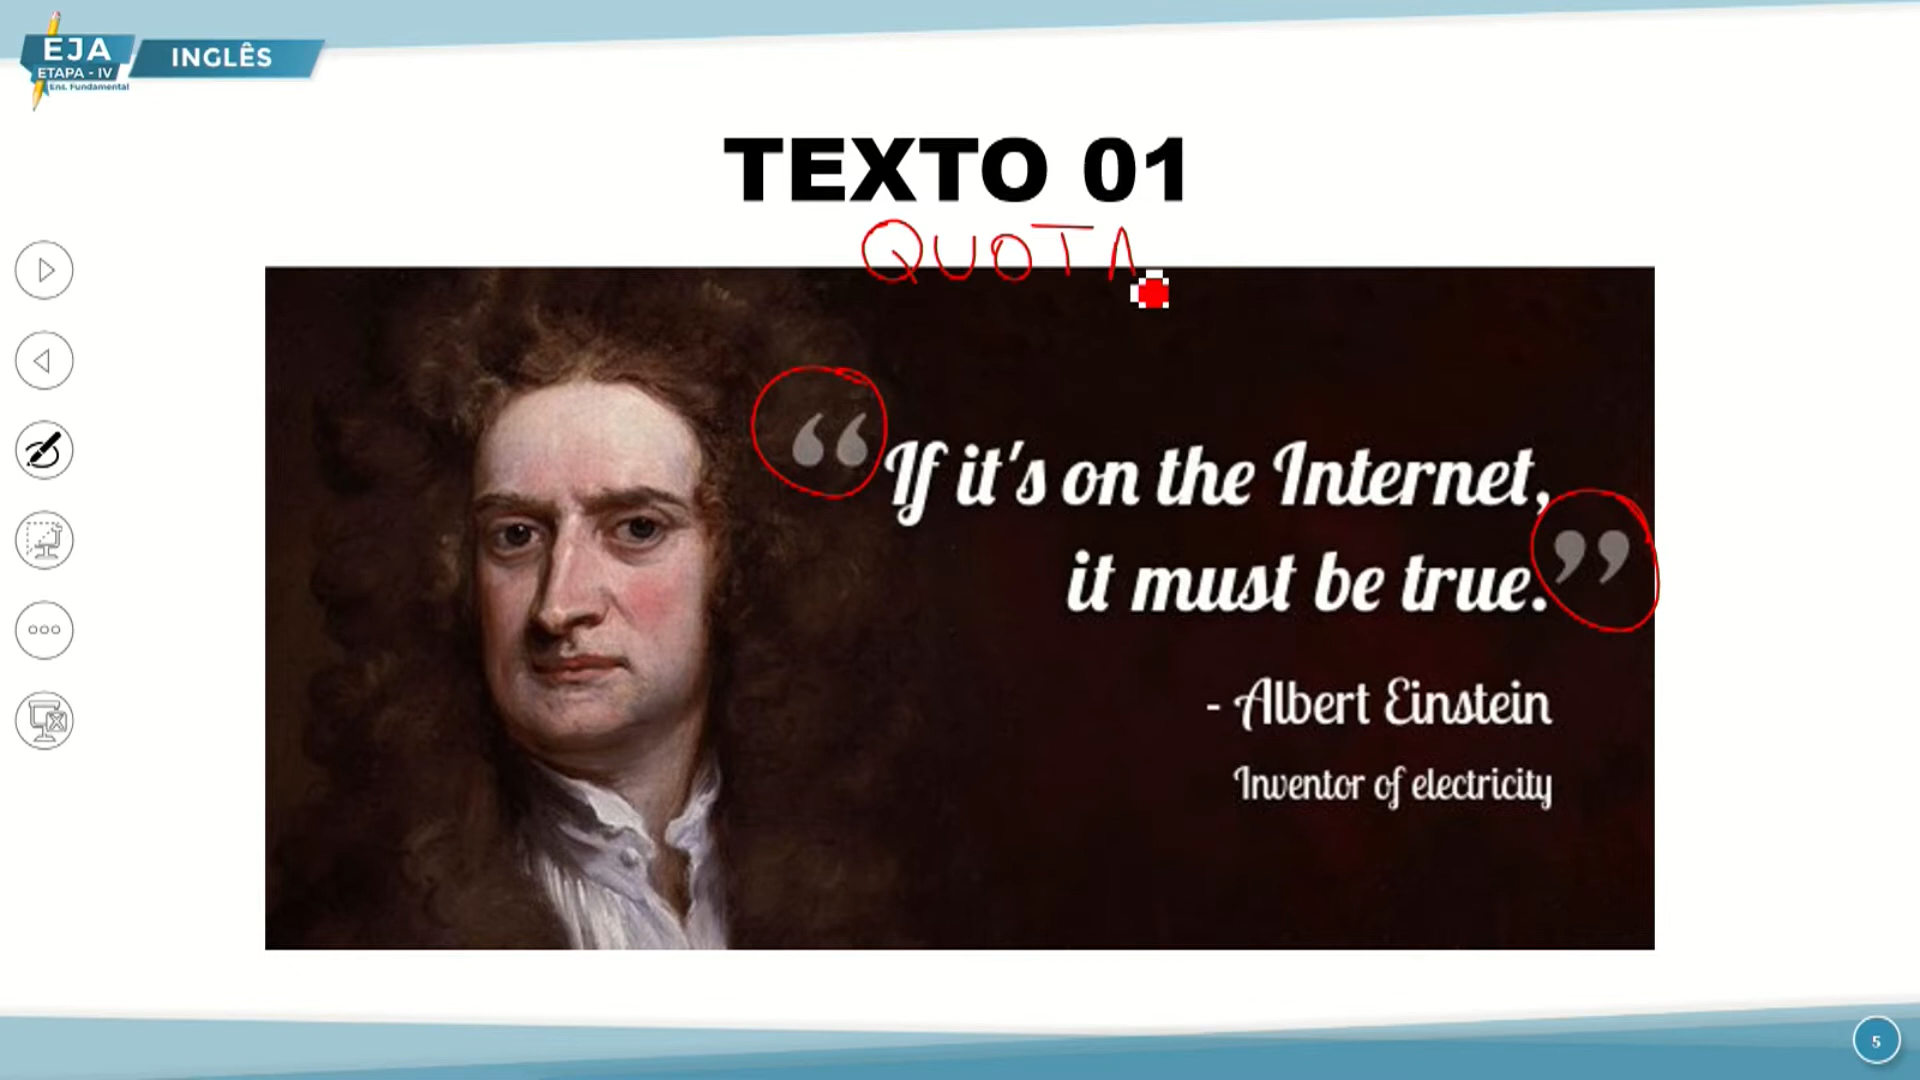 EJA
ETAPA - IV
Ens. Fundamental
INGLÊS
TEXTO 01
QUOTA
“If it's on the Internet,
it must be true.”
- Albert Einstein
Inventor of electricity
5